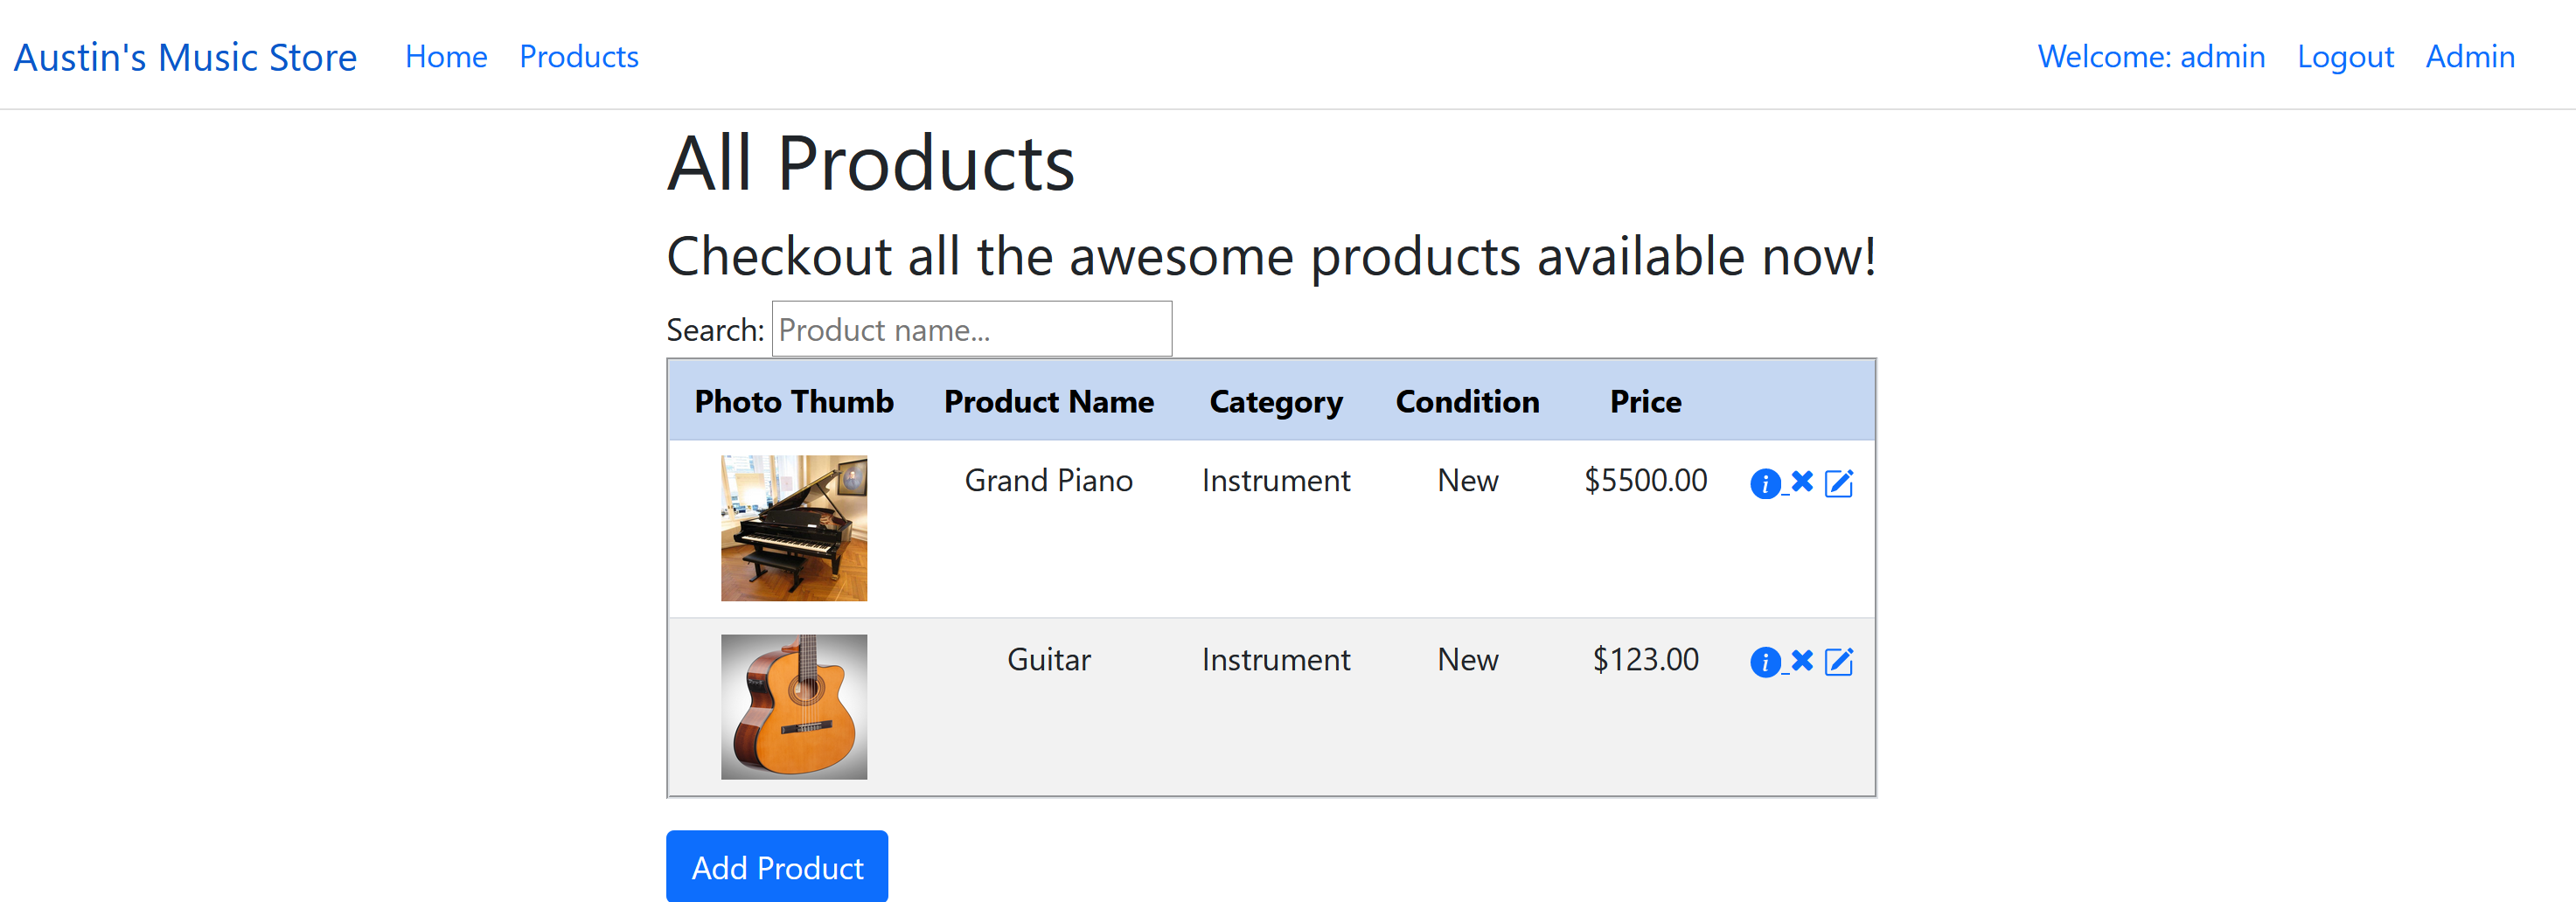 Austin's Music Store Home Products Welcome: admin Logout Admin
All Products
Checkout all the awesome products available now!
Search: Product name...
Photo Thumb Product Name Category Condition Price
Grand Piano Instrument New $5500.00
Guitar Instrument New $123.00
Add Product